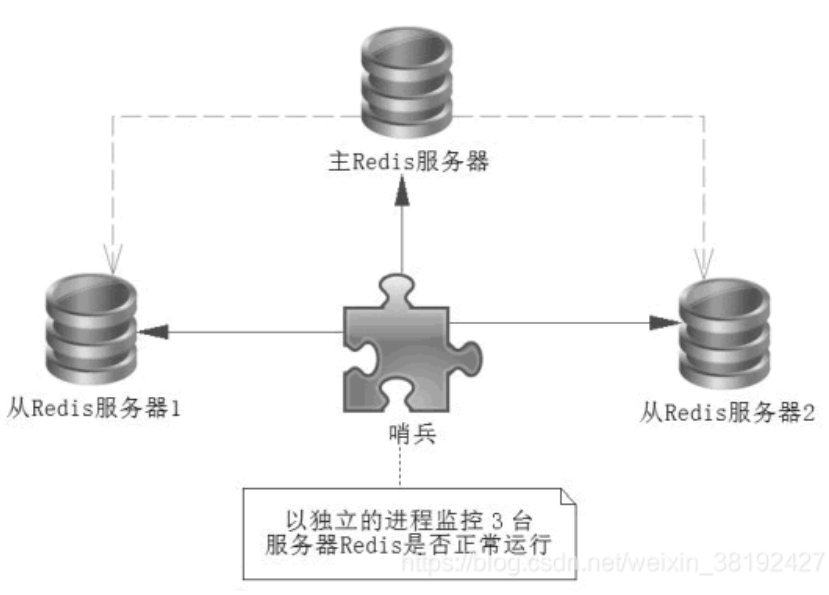 主Redis服务器
从Redis服务器1
从Redis服务器2
哨兵
以独立的进程监控 3 台
服务器Redis是否正常运行
https://blog.csdn.net/weixin_38192427